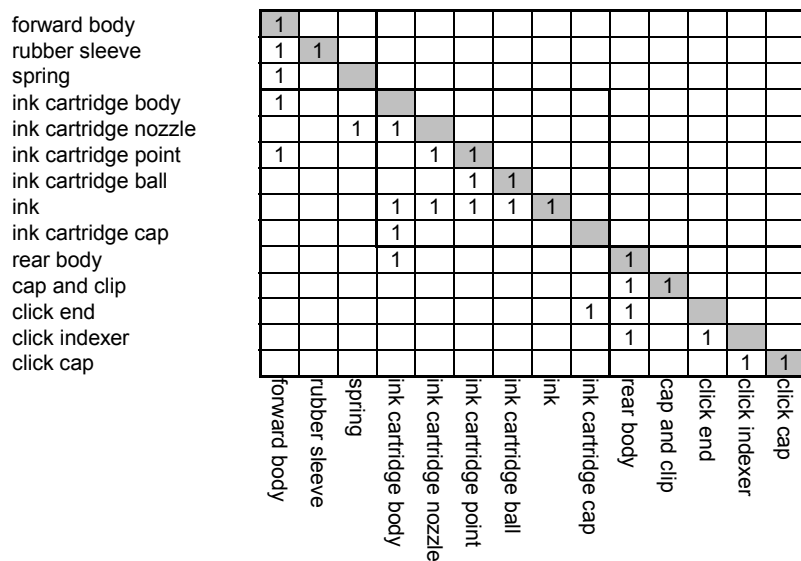 forward body 1
rubber sleeve 1 1
spring 1
ink cartridge body 1
ink cartridge nozzle 1 1
ink cartridge point 1 1 1
ink cartridge ball 1 1
ink 1 1 1 1 1
ink cartridge cap 1
rear body 1 1
cap and clip 1 1
click end 1 1
click indexer 1 1
click cap 1 1
forward body
rubber sleeve
spring
ink cartridge body
ink cartridge nozzle
ink cartridge point
ink cartridge ball
ink
ink cartridge cap
rear body
cap and clip
click end
click indexer
click cap